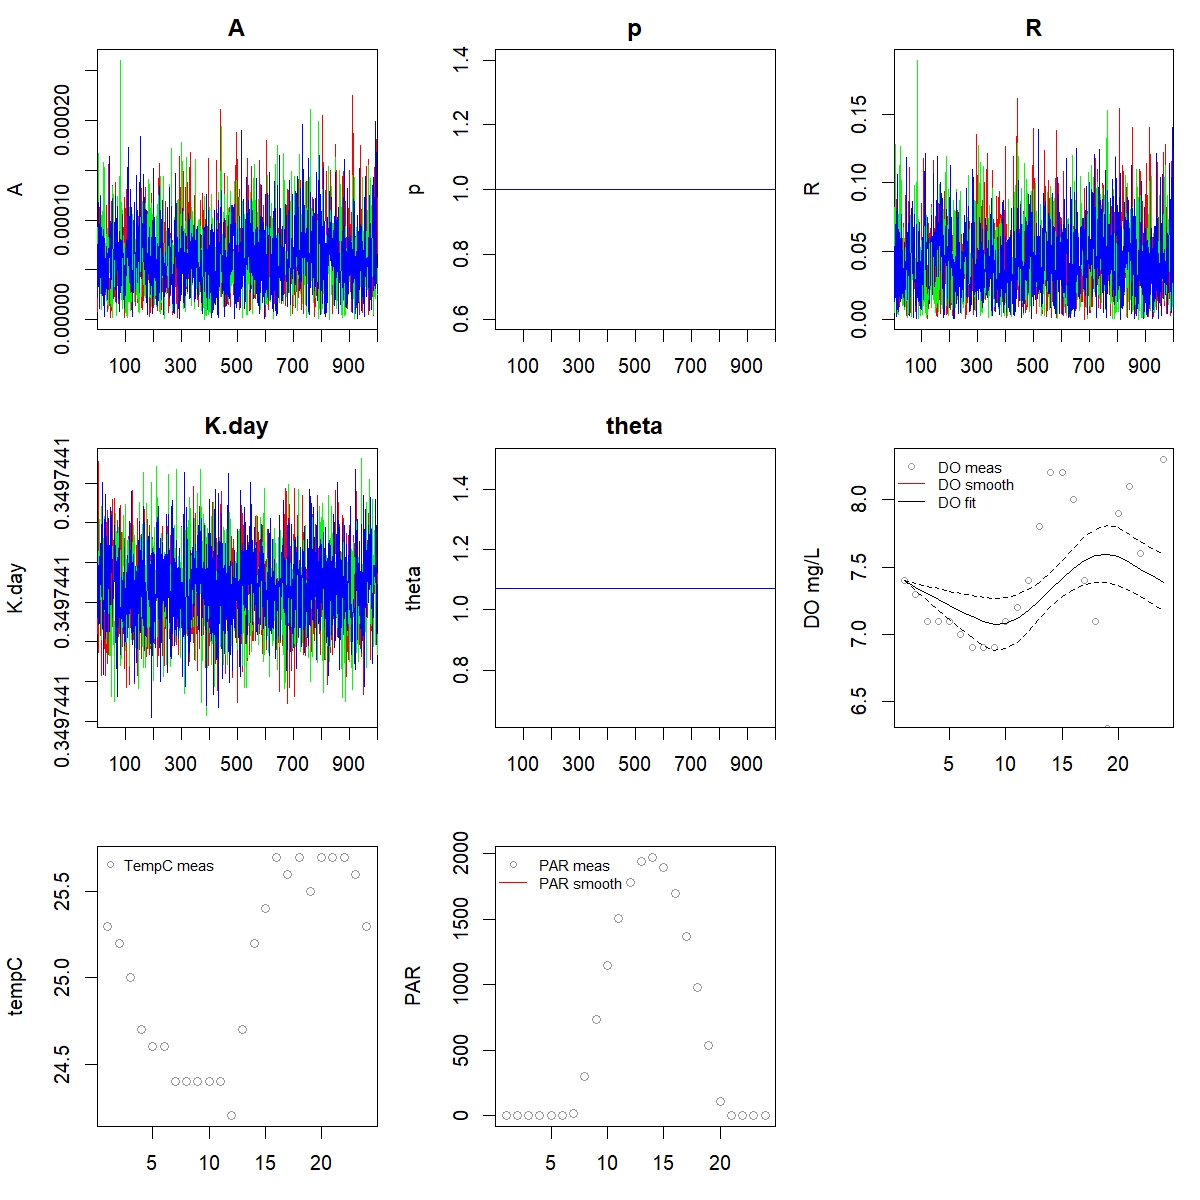 A
A
0.00000 0.00010 0.00020
100 300 500 700 900
p
p
0.6 0.8 1.0 1.2 1.4
100 300 500 700 900
R
R
0.00 0.05 0.10 0.15
100 300 500 700 900
K.day
K.day
0.3497441 0.3497441 0.3497441 0.3497441
100 300 500 700 900
theta
theta
0.8 1.0 1.2 1.4
100 300 500 700 900
DO mg/L
6.5 7.0 7.5 8.0
DO meas
DO smooth
DO fit
5 10 15 20
tempC
24.5 25.0 25.5
TempC meas
5 10 15 20
PAR
0 500 1000 1500 2000
PAR meas
PAR smooth
5 10 15 20